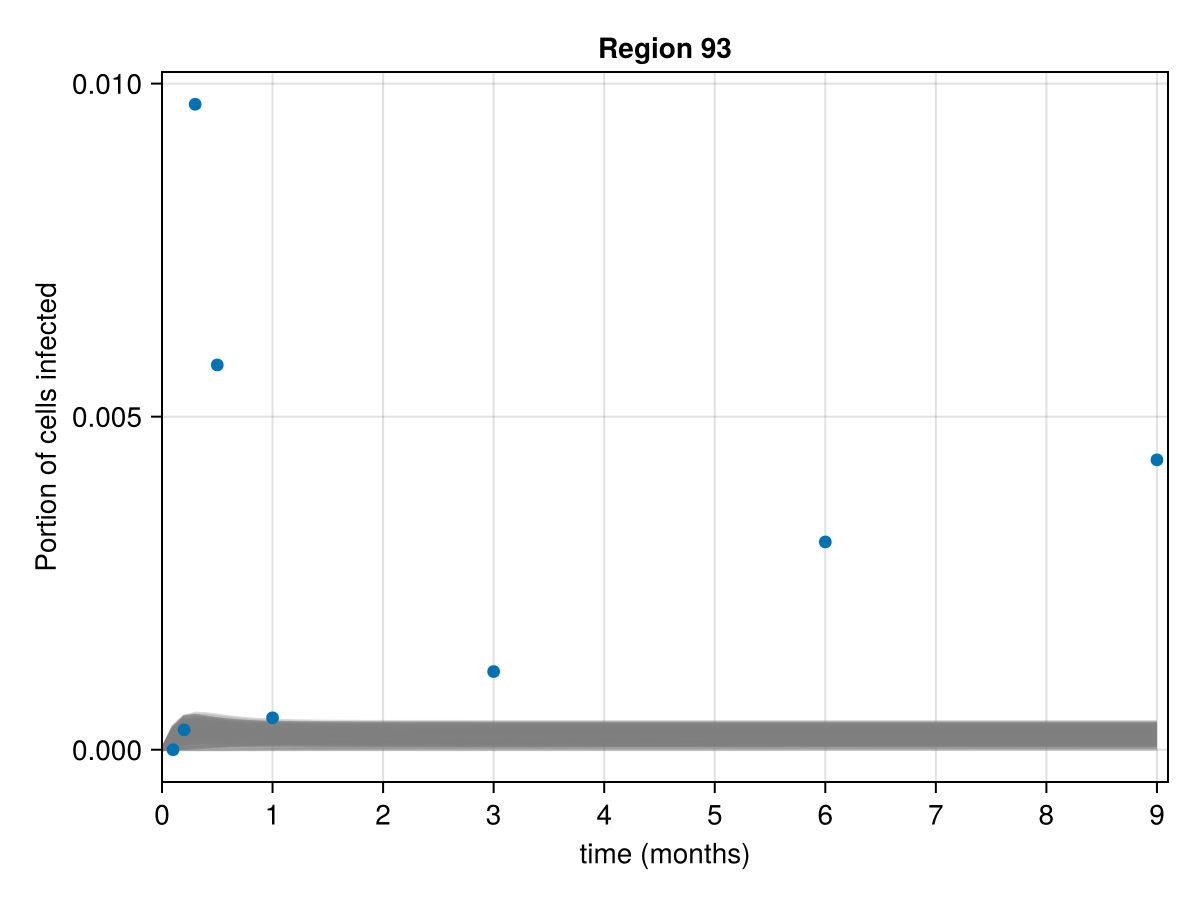 Region 93
0.010
0.005
0.000
Portion of cells infected
0 1 2 3 4 5 6 7 8 9
time (months)